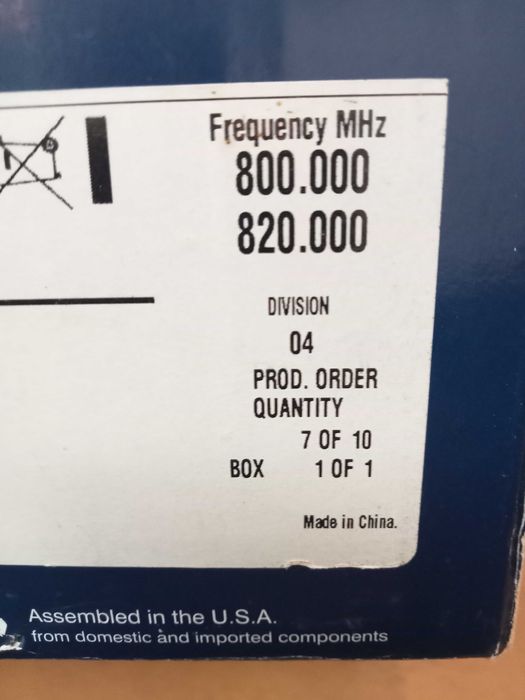 Frequency MHz
800.000
820.000
DIVISION
04
PROD. ORDER
QUANTITY
7 OF 10
BOX 1 OF 1
Made in China.
Assembled in the U.S.A.
from domestic and imported components